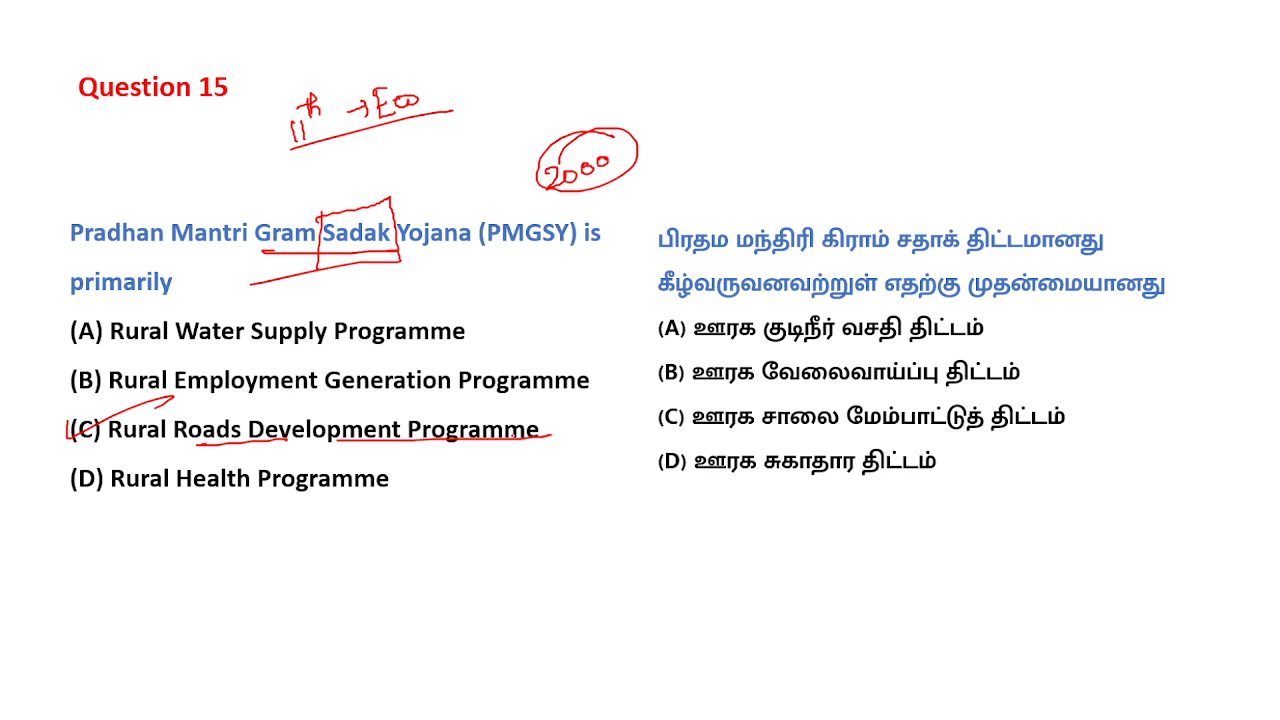 Question 15
11th → Eco
2000
Pradhan Mantri Gram Sadak Yojana (PMGSY) is
primarily
(A) Rural Water Supply Programme
(B) Rural Employment Generation Programme
(C) Rural Roads Development Programme
(D) Rural Health Programme
பிரதம மந்திரி கிராம் சதாக் திட்டமானது
கீழ்வருவனவற்றுள் எதற்கு முதன்மையானது
(A) ஊரக குடிநீர் வசதி திட்டம்
(B) ஊரக வேலைவாய்ப்பு திட்டம்
(C) ஊரக சாலை மேம்பாட்டுத் திட்டம்
(D) ஊரக சுகாதார திட்டம்